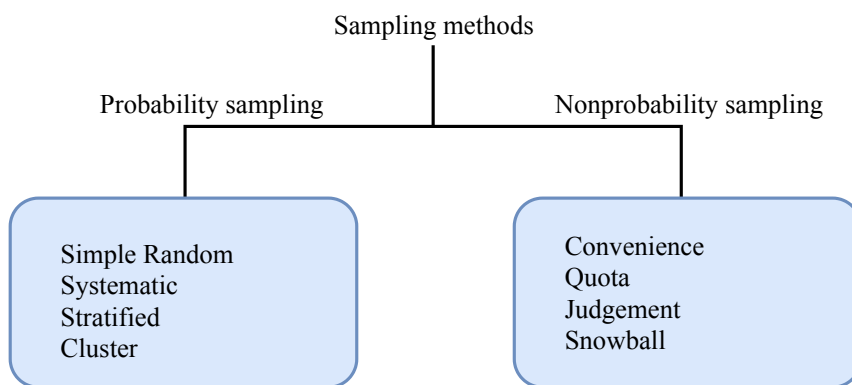 Sampling methods
Probability sampling
Nonprobability sampling
Simple Random
Systematic
Stratified
Cluster
Convenience
Quota
Judgement
Snowball